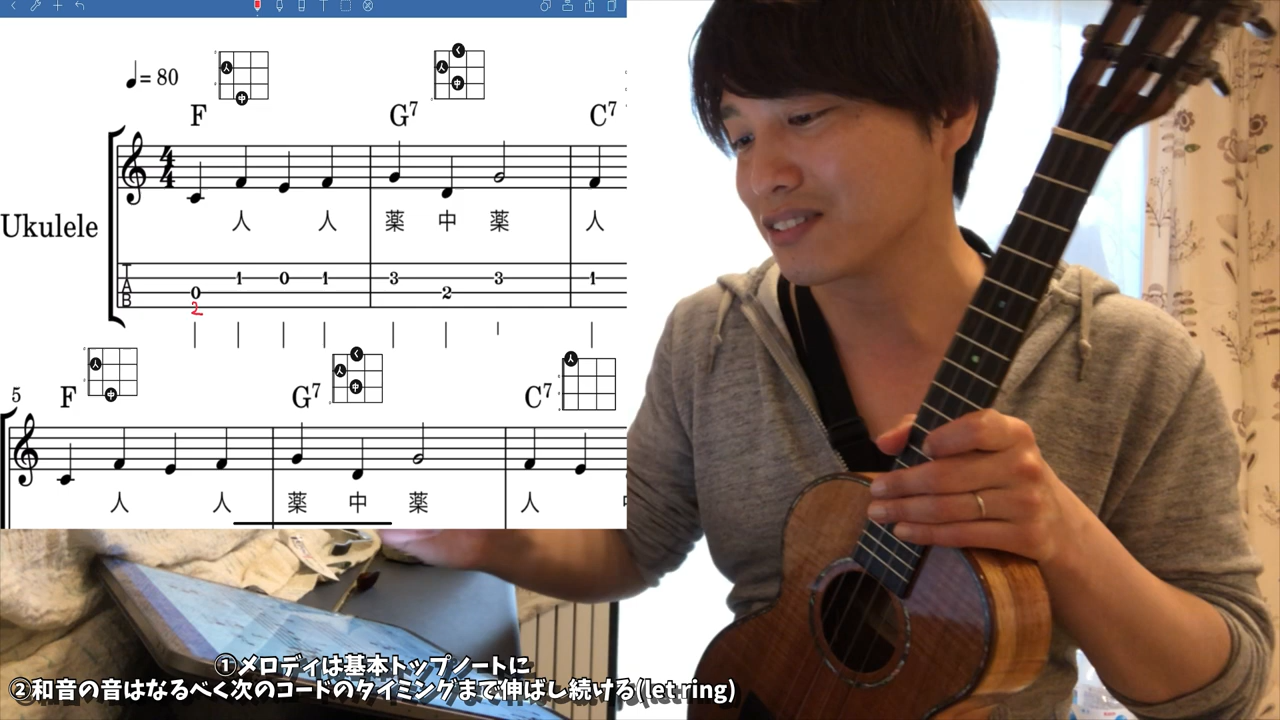 ♩= 80
F G7 C7
4
4
Ukulele
人 人 薬 中 薬 人
0 1 0 1 3 2 3 1
2
5 F G7 C7
人 人 薬 中 薬 人
①メロディは基本トップノートに
②和音の音はなるべく次のコードのタイミングまで伸ばし続ける(let ring)